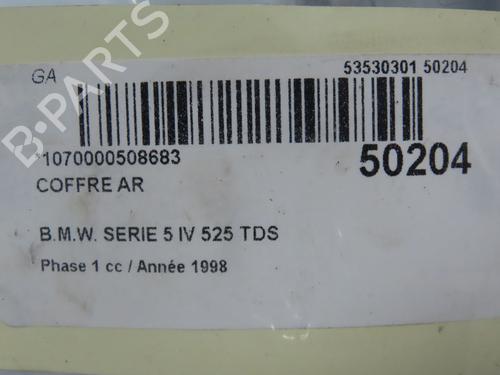 GA
53530301 50204
*1070000508683
50204
COFFRE AR
B.M.W. SERIE 5 IV 525 TDS
Phase 1 cc / Année 1998
B-PARTS